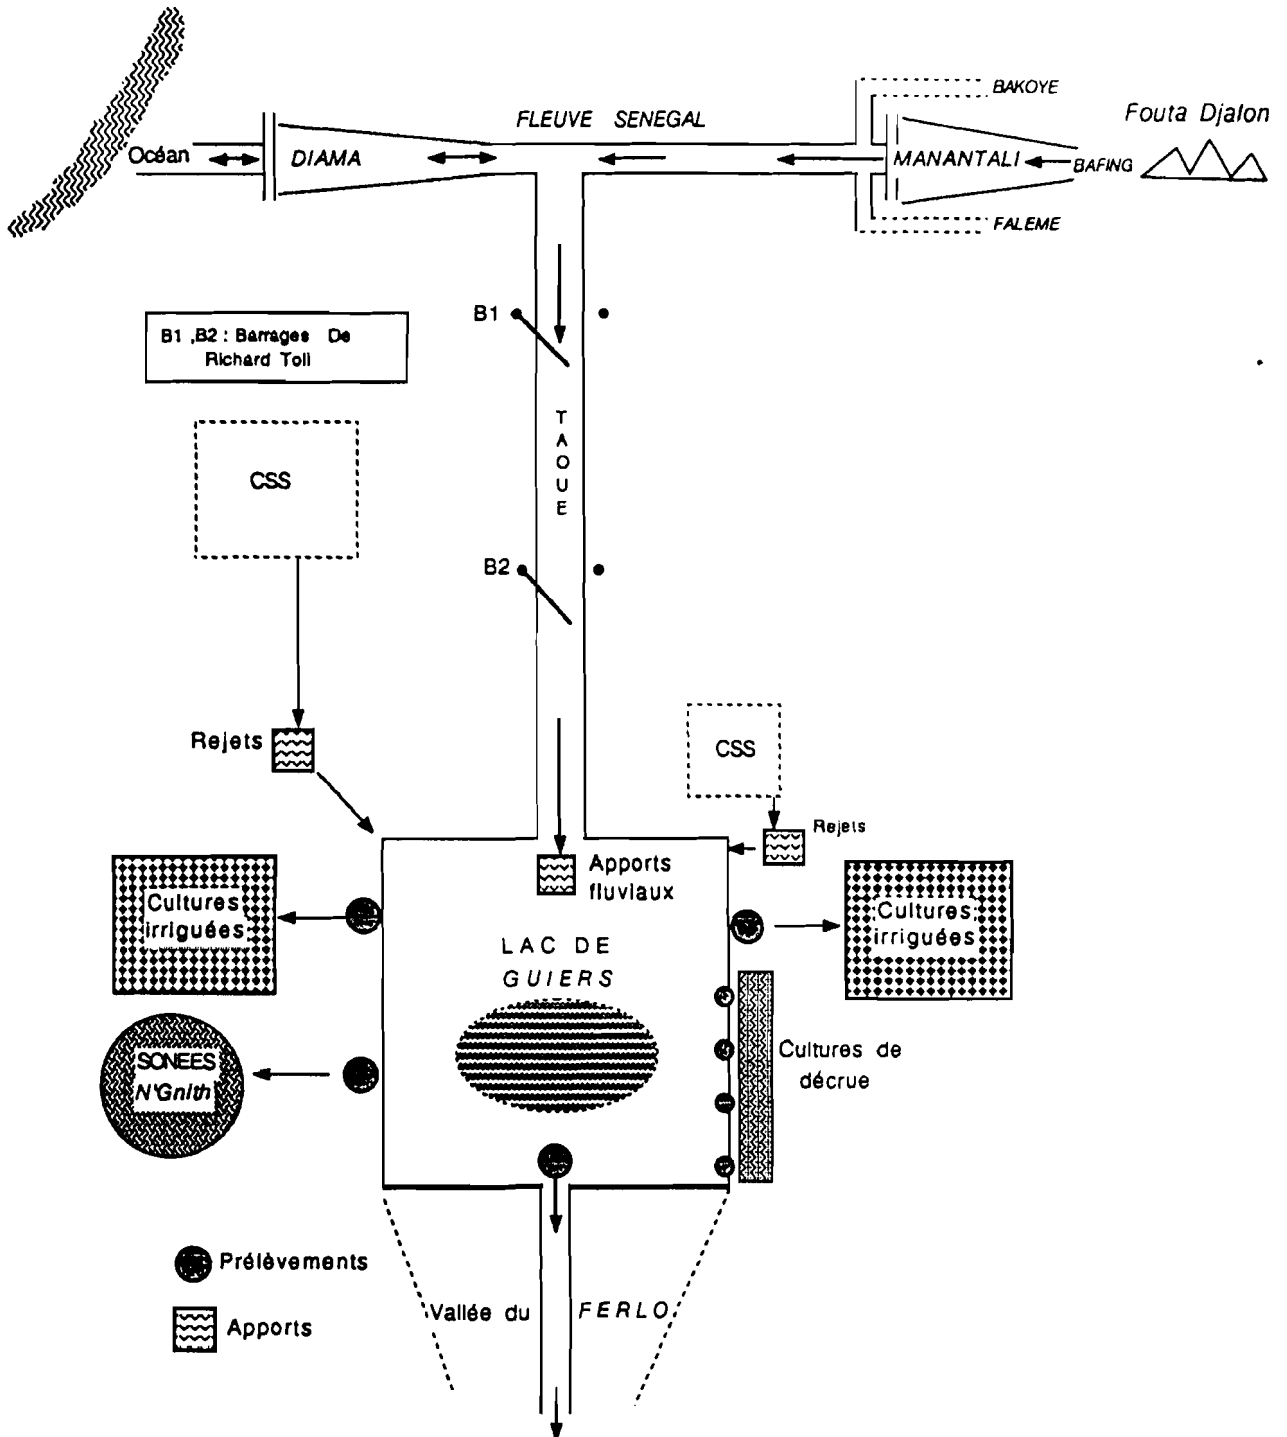 BAKOYE
Fouta Djalon
FLEUVE SENEGAL
Océan
DIAMA
MANANTALI
BAFING
FALEME
B1
B1 ,B2 : Barrages De
Richard Toll
TAOUE
CSS
B2
Rejets
CSS
Rejets
Apports
fluviaux
Cultures
irriguées
Cultures
irriguées
LAC DE
GUIERS
SONEES
N'Gnith
Cultures de
décrue
Prélèvements
Vallée du FERLO
Apports